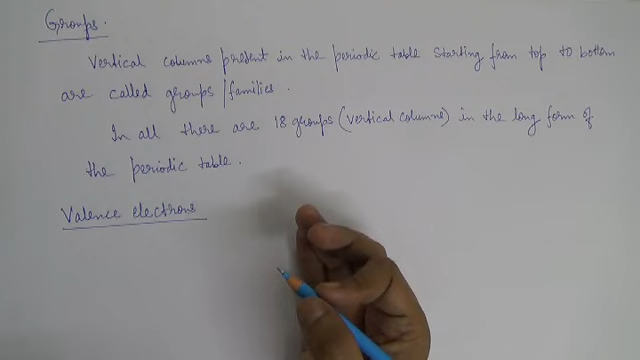 Groups.
Vertical columns present in the periodic table starting from top to bottom
are called groups/families.
In all there are 18 groups (vertical columns) in the long form of
the periodic table.
Valence electrons